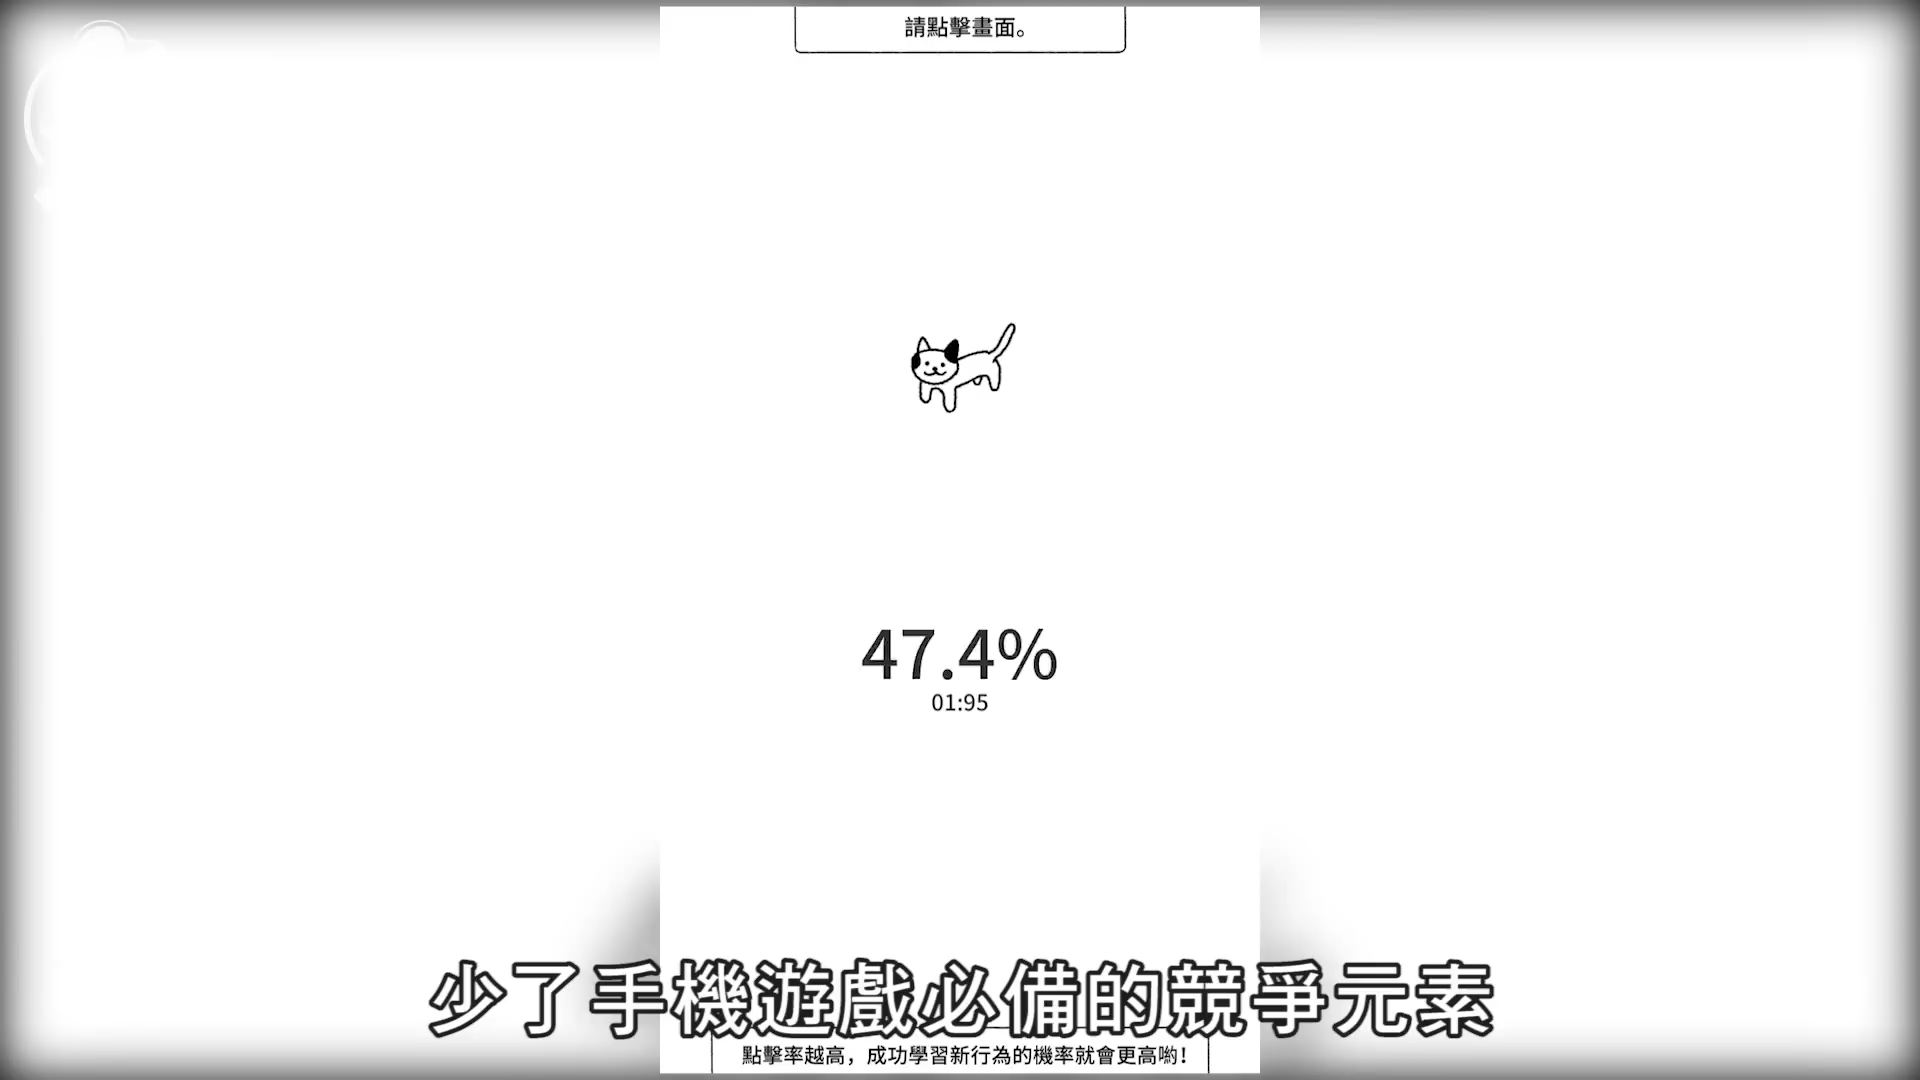 請點擊畫面。
47.4%
01:95
少了手機遊戲必備的競爭元素
點擊率越高，成功學習新行為的機率就會更高喲！